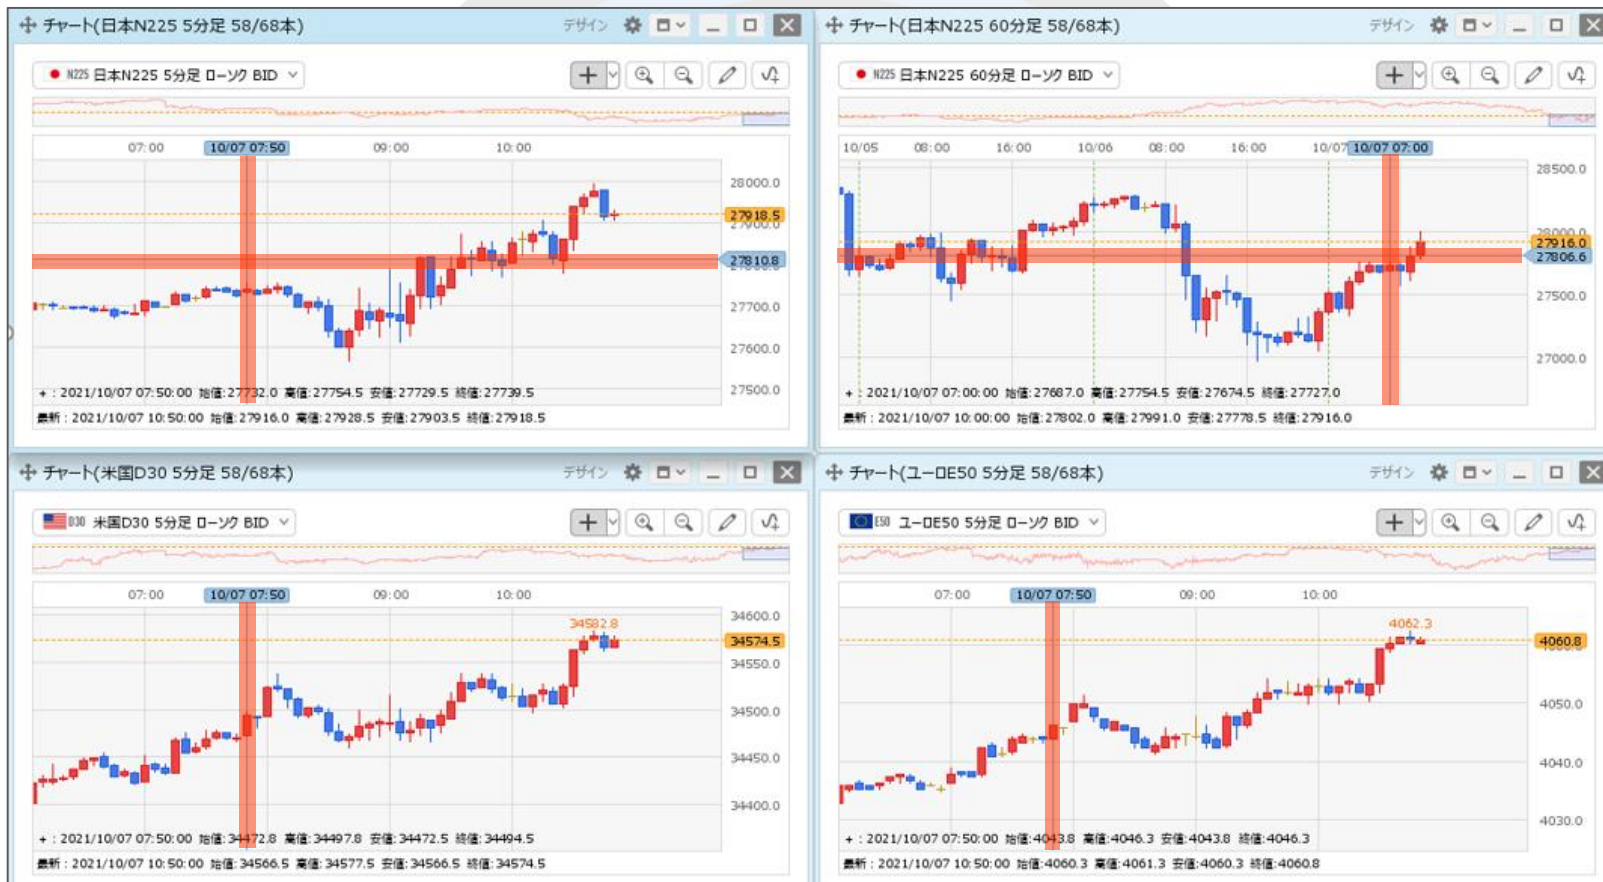 チャート(日本N225 5分足 58/68本)
デザイン
N225 日本N225 5分足 ローソク BID
07:00 10/07 07:50 09:00 10:00
28000.0
27918.5
27900.0
27810.8
27700.0
27600.0
27500.0
+ : 2021/10/07 07:50:00 始値:27732.0 高値:27754.5 安値:27729.5 終値:27739.5
最新 : 2021/10/07 10:50:00 始値:27916.0 高値:27928.5 安値:27903.5 終値:27918.5
チャート(日本N225 60分足 58/68本)
デザイン
N225 日本N225 60分足 ローソク BID
10/05 08:00 16:00 10/06 08:00 16:00 10/07 10/07 07:00
28500.0
28000.0
27916.0
27806.6
27500.0
27000.0
+ : 2021/10/07 07:00:00 始値:27687.0 高値:27754.5 安値:27674.5 終値:27727.0
最新 : 2021/10/07 10:00:00 始値:27802.0 高値:27991.0 安値:27778.5 終値:27916.0
チャート(米国D30 5分足 58/68本)
デザイン
D30 米国D30 5分足 ローソク BID
07:00 10/07 07:50 09:00 10:00
34600.0
34582.8
34574.5
34550.0
34500.0
34450.0
34400.0
+ : 2021/10/07 07:50:00 始値:34472.8 高値:34497.8 安値:34472.5 終値:34494.5
最新 : 2021/10/07 10:50:00 始値:34566.5 高値:34577.5 安値:34566.5 終値:34574.5
チャート(ユーロE50 5分足 58/68本)
デザイン
E50 ユーロE50 5分足 ローソク BID
07:00 10/07 07:50 09:00 10:00
4062.3
4060.8
4050.0
4040.0
4030.0
+ : 2021/10/07 07:50:00 始値:4043.8 高値:4046.3 安値:4043.8 終値:4046.3
最新 : 2021/10/07 10:50:00 始値:4060.3 高値:4061.3 安値:4060.3 終値:4060.8